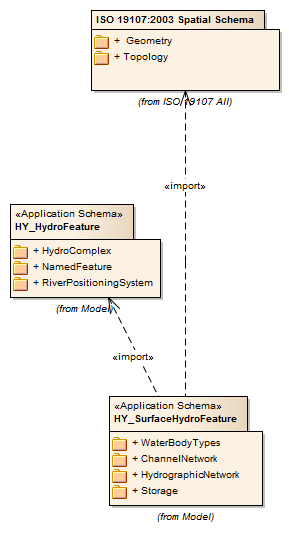 ISO 19107:2003 Spatial Schema
+ Geometry
+ Topology
(from ISO 19107 All)
«import»
«Application Schema»
HY_HydroFeature
+ HydroComplex
+ NamedFeature
+ RiverPositioningSystem
(from Model)
«import»
«Application Schema»
HY_SurfaceHydroFeature
+ WaterBodyTypes
+ ChannelNetwork
+ HydrographicNetwork
+ Storage
(from Model)